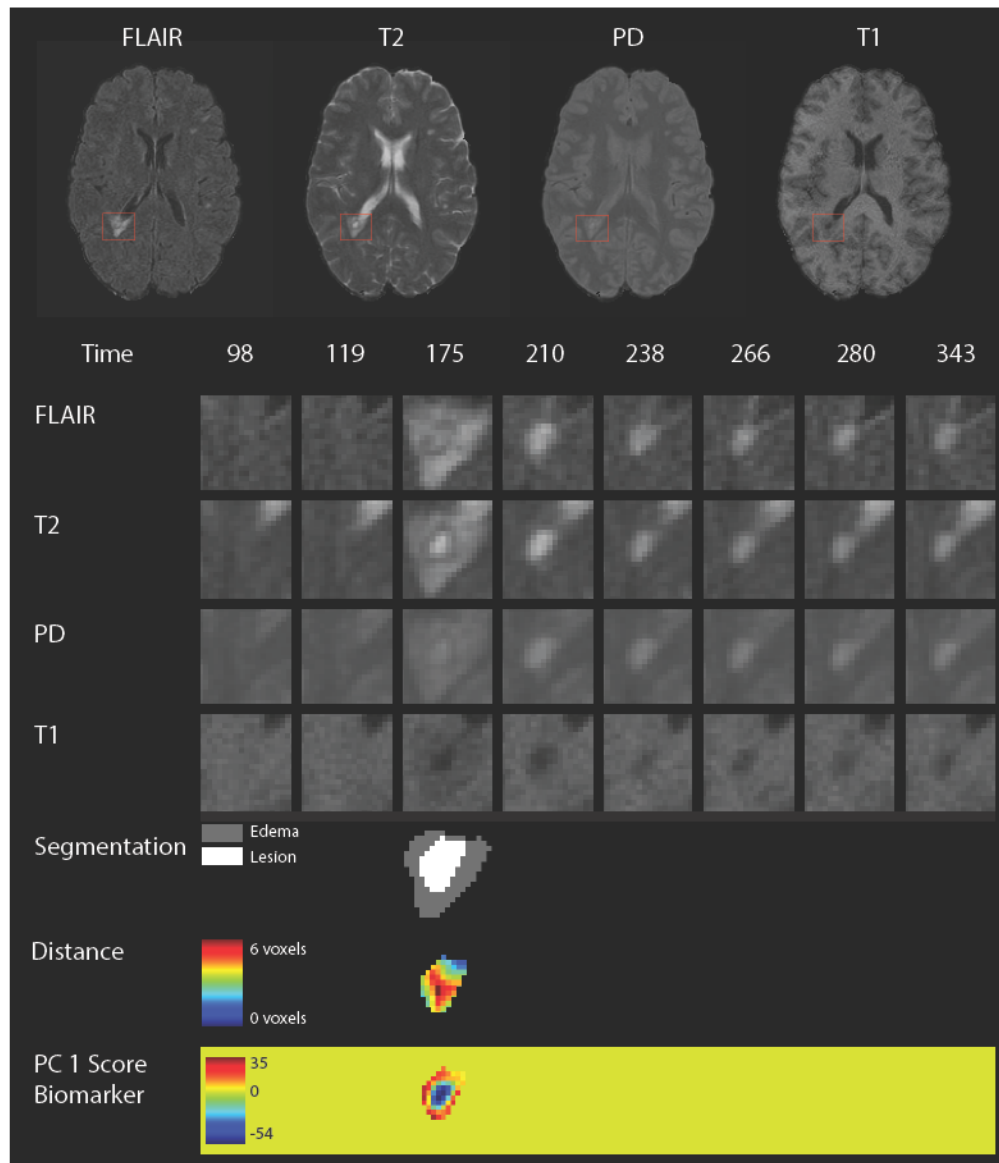 FLAIR T2 PD T1
Time 98 119 175 210 238 266 280 343
FLAIR
T2
PD
T1
Segmentation
Edema
Lesion
Distance
6 voxels
0 voxels
PC 1 Score
Biomarker
35
0
-54